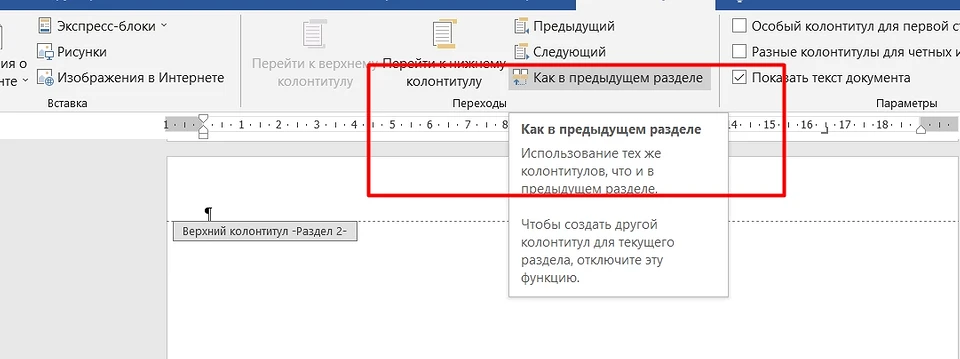 Экспресс-блоки
Рисунки
Изображения в Интернете
Вставка
Перейти к верхнему
колонтитулу
Перейти к нижнему
колонтитулу
Предыдущий
Следующий
Как в предыдущем разделе
Переходы
Особый колонтитул для первой
Разные колонтитулы для четных и
Показать текст документа
Параметры
1 1 2 3 4 5 6 7 8 14 15 16 17 18
Как в предыдущем разделе
Использование тех же
колонтитулов, что и в
предыдущем разделе.
Чтобы создать другой
колонтитул для текущего
раздела, отключите эту
функцию.
¶
Верхний колонтитул -Раздел 2-